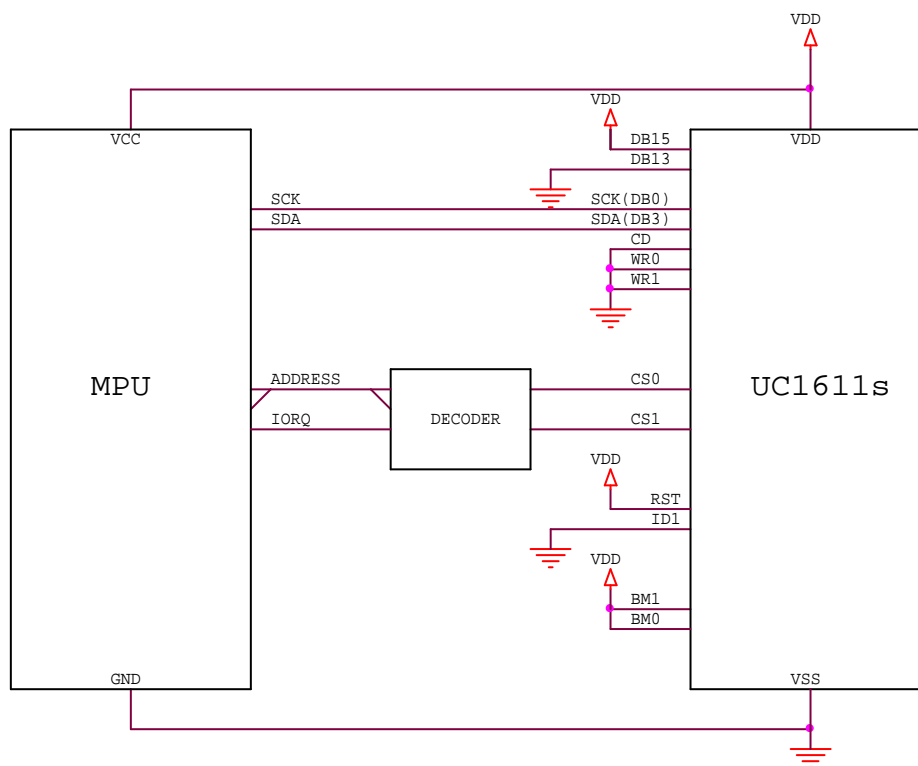 VDD
VDD
VCC
VDD
DB15
DB13
SCK
SCK(DB0)
SDA
SDA(DB3)
CD
WR0
WR1
MPU
ADDRESS
CS0
UC1611s
IORQ
DECODER
CS1
VDD
RST
ID1
VDD
BM1
BM0
GND
VSS